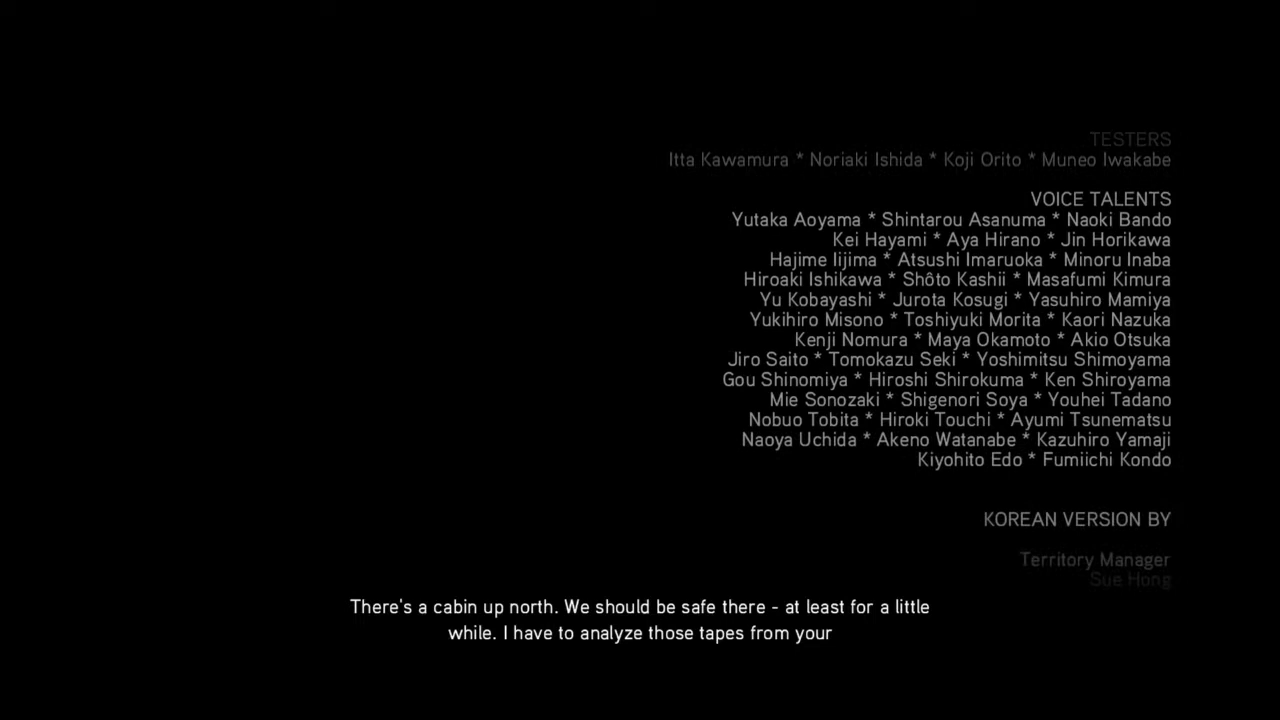 TESTERS
Itta Kawamura * Noriaki Ishida * Koji Orito * Muneo Iwakabe
VOICE TALENTS
Yutaka Aoyama * Shintarou Asanuma * Naoki Bando
Kei Hayami * Aya Hirano * Jin Horikawa
Hajime Iijima * Atsushi Imaruoka * Minoru Inaba
Hiroaki Ishikawa * Shôto Kashii * Masafumi Kimura
Yu Kobayashi * Jurota Kosugi * Yasuhiro Mamiya
Yukihiro Misono * Toshiyuki Morita * Kaori Nazuka
Kenji Nomura * Maya Okamoto * Akio Otsuka
Jiro Saito * Tomokazu Seki * Yoshimitsu Shimoyama
Gou Shinomiya * Hiroshi Shirokuma * Ken Shiroyama
Mie Sonozaki * Shigenori Soya * Youhei Tadano
Nobuo Tobita * Hiroki Touchi * Ayumi Tsunematsu
Naoya Uchida * Akeno Watanabe * Kazuhiro Yamaji
Kiyohito Edo * Fumiichi Kondo
KOREAN VERSION BY
Territory Manager
Sue Hong
There's a cabin up north. We should be safe there - at least for a little
while. I have to analyze those tapes from your